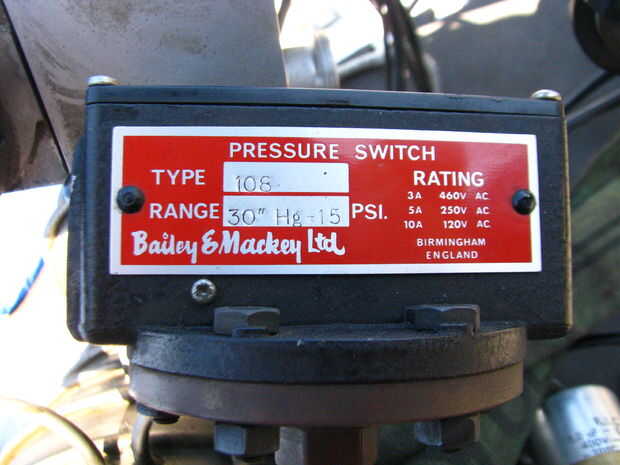 PRESSURE SWITCH
TYPE 108
RANGE 30" Hg-15 PSI.
Bailey & Mackey Ltd.
RATING
3A 460V AC
5A 250V AC
10A 120V AC
BIRMINGHAM
ENGLAND